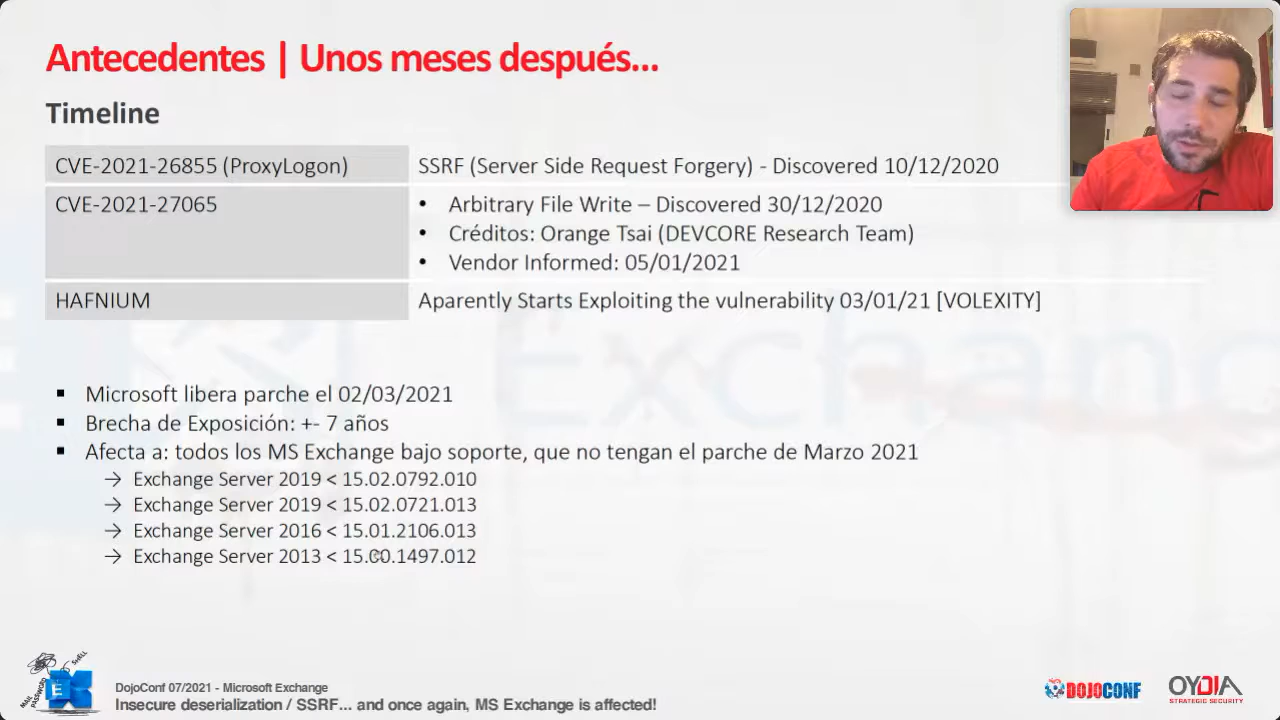 Antecedentes | Unos meses después...
Timeline
CVE-2021-26855 (ProxyLogon)
SSRF (Server Side Request Forgery) - Discovered 10/12/2020
CVE-2021-27065
• Arbitrary File Write – Discovered 30/12/2020
• Créditos: Orange Tsai (DEVCORE Research Team)
• Vendor Informed: 05/01/2021
HAFNIUM
Aparently Starts Exploiting the vulnerability 03/01/21 [VOLEXITY]
▪ Microsoft libera parche el 02/03/2021
▪ Brecha de Exposición: +- 7 años
▪ Afecta a: todos los MS Exchange bajo soporte, que no tengan el parche de Marzo 2021
→ Exchange Server 2019 < 15.02.0792.010
→ Exchange Server 2019 < 15.02.0721.013
→ Exchange Server 2016 < 15.01.2106.013
→ Exchange Server 2013 < 15.00.1497.012
Exchang
SHELL
E
DojoConf 07/2021 - Microsoft Exchange
Insecure deserialization / SSRF... and once again, MS Exchange is affected!
DOJOCONF
OYDIA
STRATEGIC SECURITY